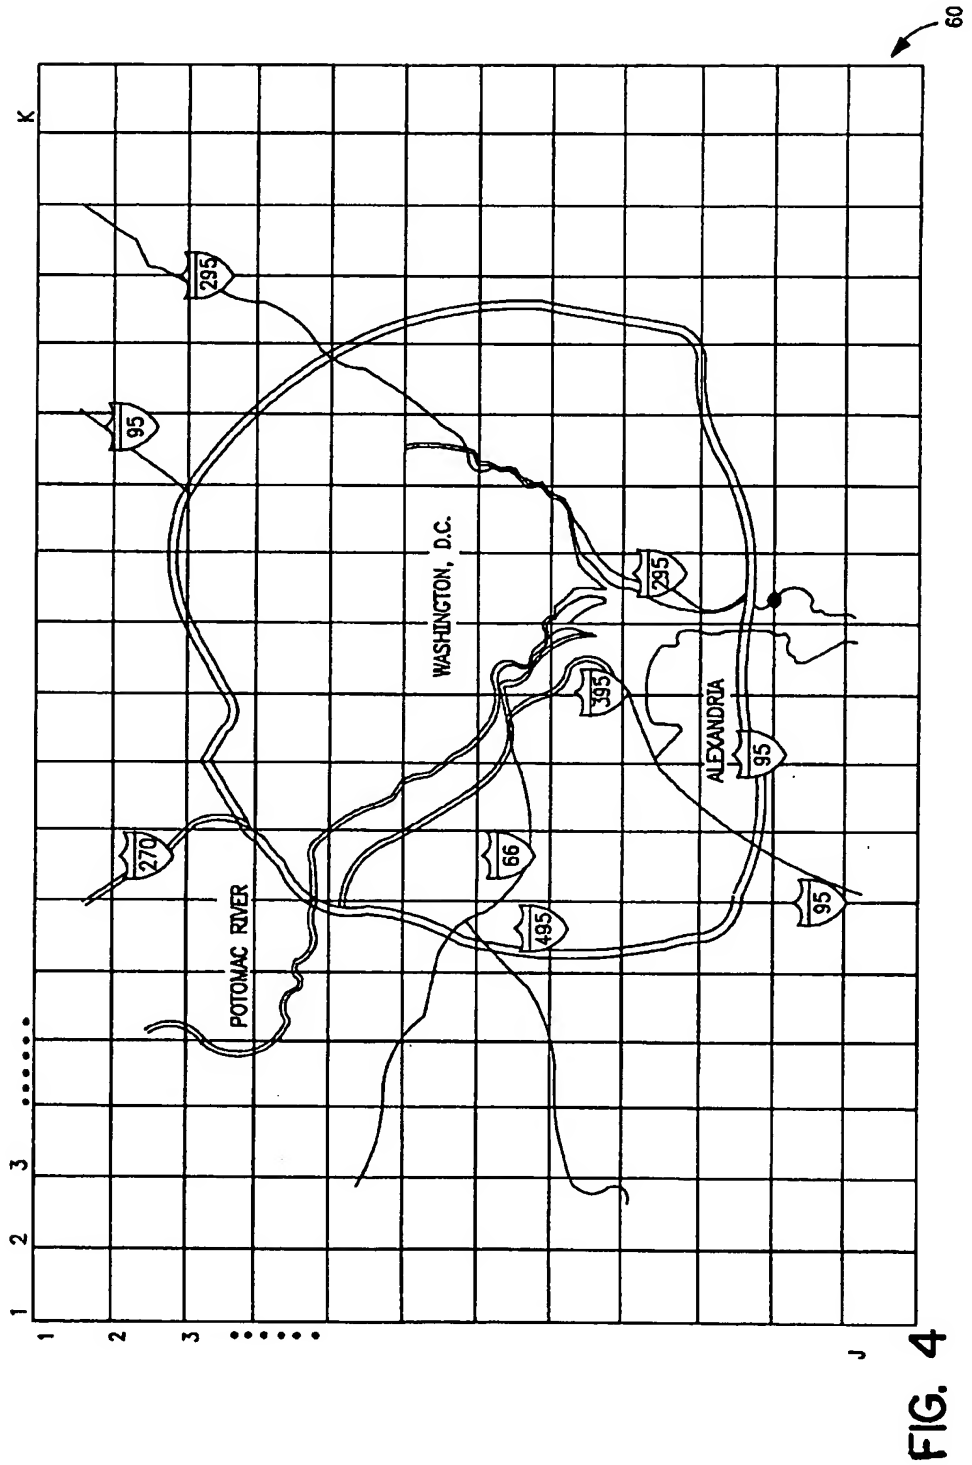 60
1 2 3 •••••• K
1
2
3
••••••
J
295
95
270
POTOMAC RIVER
WASHINGTON, D.C.
295
395
66
495
ALEXANDRIA
95
95
FIG. 4